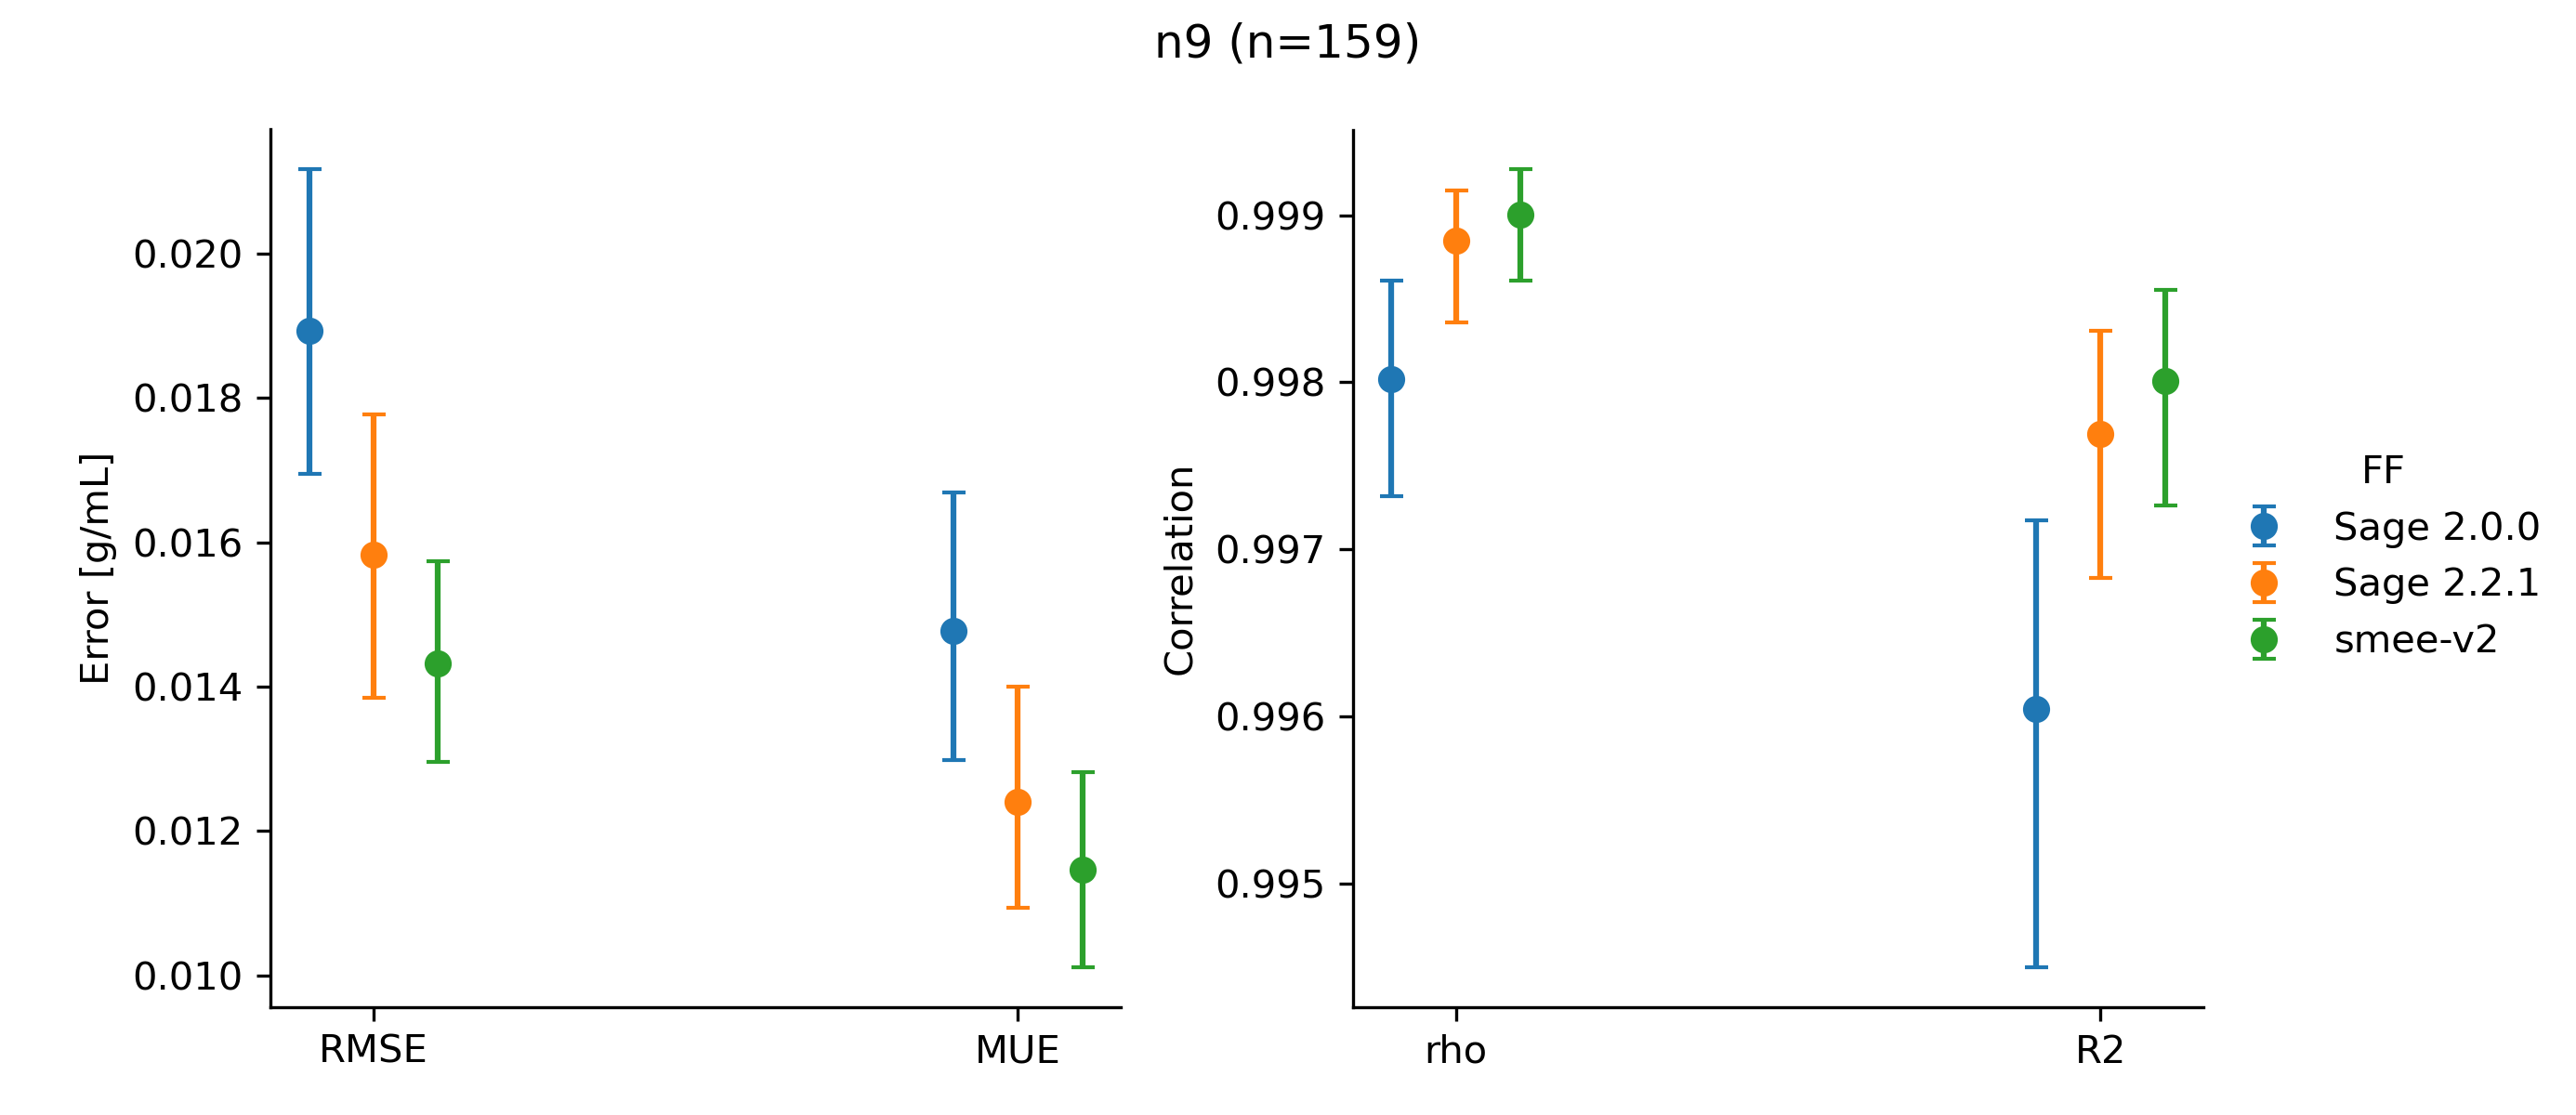 n9 (n=159)
Error [g/mL]
0.020
0.018
0.016
0.014
0.012
0.010
RMSE
MUE
Correlation
0.999
0.998
0.997
0.996
0.995
rho
R2
FF
Sage 2.0.0
Sage 2.2.1
smee-v2